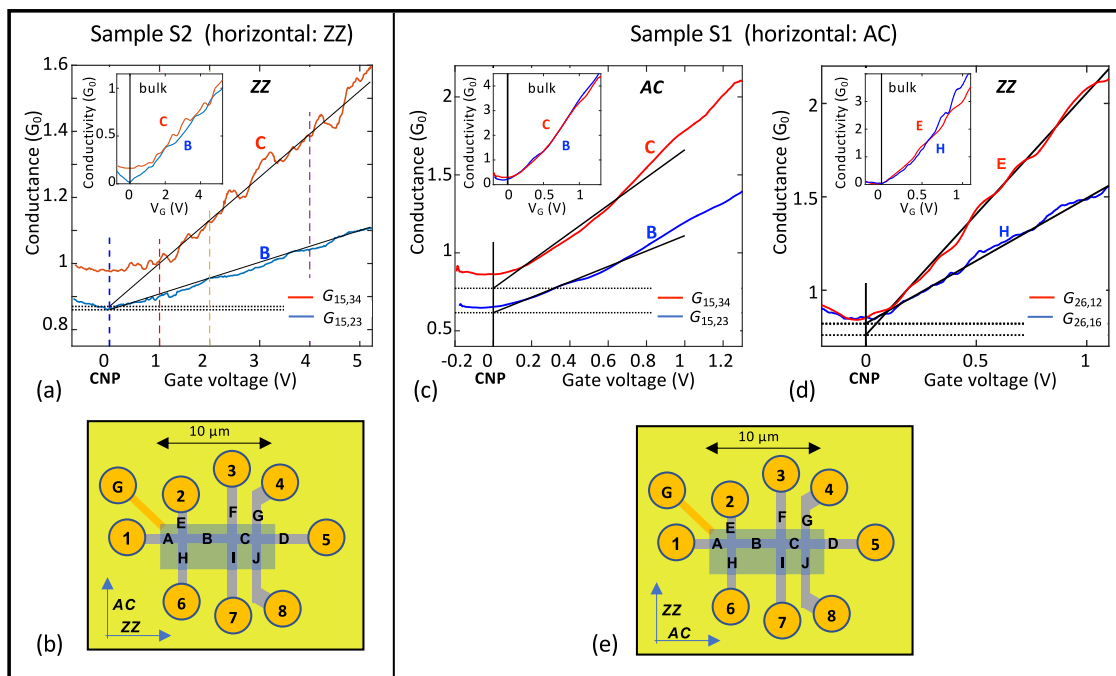 Sample S2 (horizontal: ZZ)
Sample S1 (horizontal: AC)
Conductance (G₀)
1.6
1.4
1.2
1
0.8
ZZ
C
B
Conductivity (G₀)
1
0.5
0
bulk
C
B
0 2 4
V_G (V)
G₁₅,₃₄
G₁₅,₂₃
0 1 2 3 4 5
CNP
Gate voltage (V)
(a)
Conductance (G₀)
2
1.5
1
0.5
AC
C
B
Conductivity (G₀)
4
3
2
1
0
bulk
C
B
0 0.5 1
V_G (V)
G₁₅,₃₄
G₁₅,₂₃
-0.2 0 0.2 0.4 0.6 0.8 1 1.2
CNP
Gate voltage (V)
(c)
2
1
ZZ
E
H
Conductivity (G₀)
3
2
1
0
bulk
E
H
0 0.5 1
V_G (V)
G₂₆,₁₂
G₂₆,₁₆
0 0.5 1
CNP
Gate voltage (V)
(d)
10 µm
G
2
3
4
E
F
G
1
A
B
C
D
5
H
I
J
6
7
8
AC
ZZ
(b)
10 µm
G
2
3
4
E
F
G
1
A
B
C
D
5
H
I
J
6
7
8
ZZ
AC
(e)